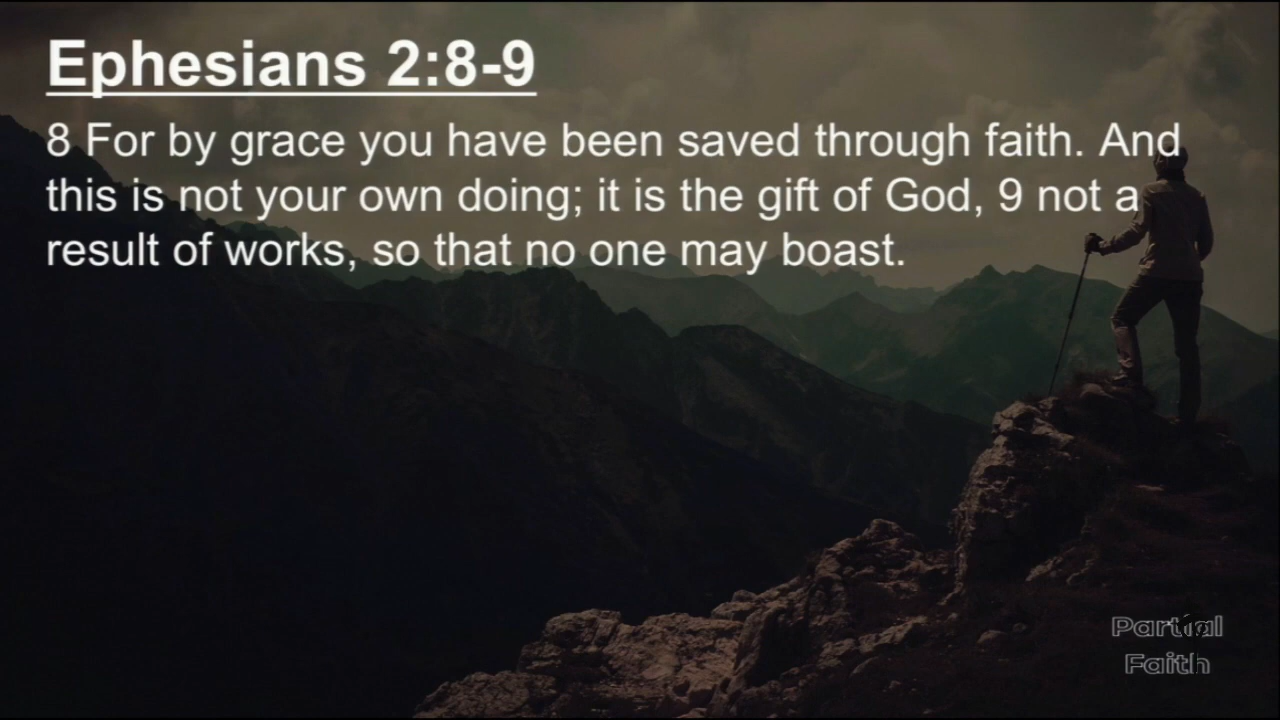 Ephesians 2:8-9
8 For by grace you have been saved through faith. And
this is not your own doing; it is the gift of God, 9 not a
result of works, so that no one may boast.
Partial
Faith